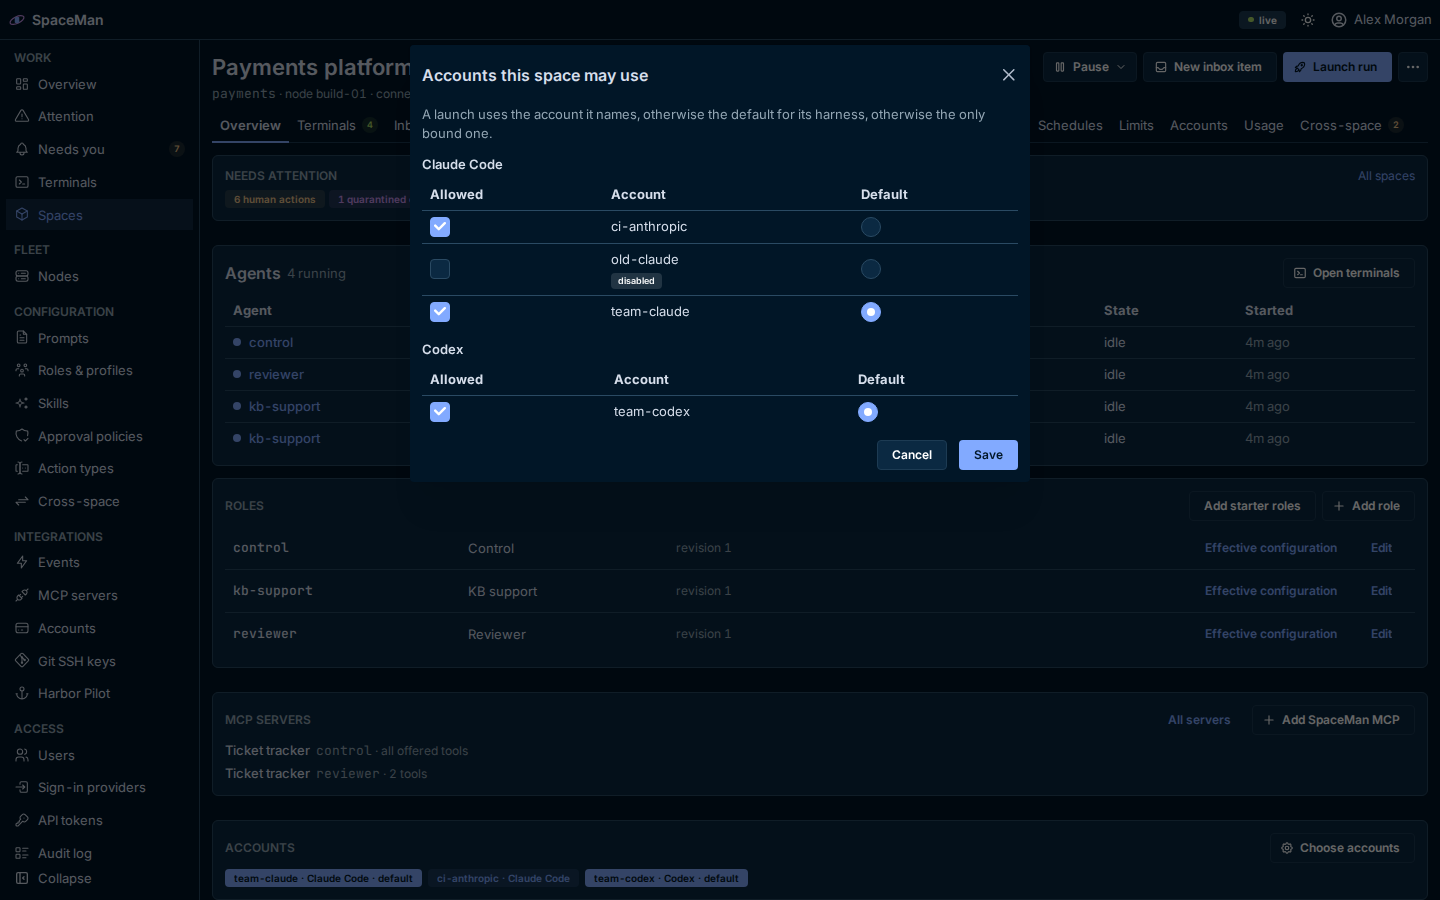 SpaceMan
live
Alex Morgan
WORK
Overview
Attention
Needs you 7
Terminals
Spaces
FLEET
Nodes
CONFIGURATION
Prompts
Roles & profiles
Skills
Approval policies
Action types
Cross-space
INTEGRATIONS
Events
MCP servers
Accounts
Git SSH keys
Harbor Pilot
ACCESS
Users
Sign-in providers
API tokens
Audit log
Collapse
Payments platform
Pause
New inbox item
Launch run
payments · node build-01 ·
Overview
Terminals 4
Schedules
Limits
Accounts
Usage
Cross-space 2
NEEDS ATTENTION
All spaces
6 human actions
1 quarantined
Agents 4 running
Open terminals
Agent
State
Started
control
idle
4m ago
reviewer
idle
4m ago
kb-support
idle
4m ago
kb-support
idle
4m ago
Accounts this space may use
A launch uses the account it names, otherwise the default for its harness, otherwise the only
bound one.
Claude Code
Allowed
Account
Default
ci-anthropic
old-claude
disabled
team-claude
Codex
Allowed
Account
Default
team-codex
Cancel
Save
ROLES
Add starter roles
Add role
control
Control
revision 1
Effective configuration
Edit
kb-support
KB support
revision 1
Effective configuration
Edit
reviewer
Reviewer
revision 1
Effective configuration
Edit
MCP SERVERS
All servers
Add SpaceMan MCP
Ticket tracker control · all offered tools
Ticket tracker reviewer · 2 tools
ACCOUNTS
Choose accounts
team-claude · Claude Code · default
ci-anthropic · Claude Code
team-codex · Codex · default